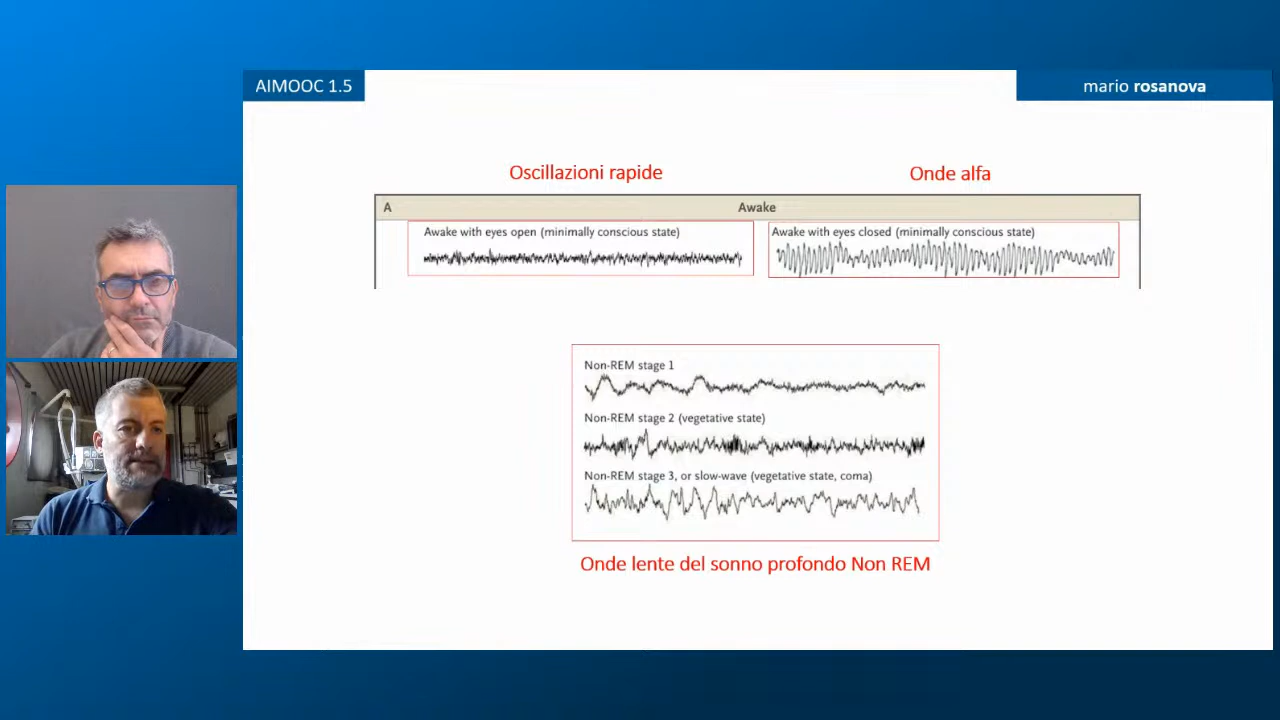 AIMOOC 1.5
mario rosanova
Oscillazioni rapide
Onde alfa
A
Awake
Awake with eyes open (minimally conscious state)
Awake with eyes closed (minimally conscious state)
Non-REM stage 1
Non-REM stage 2 (vegetative state)
Non-REM stage 3, or slow-wave (vegetative state, coma)
Onde lente del sonno profondo Non REM